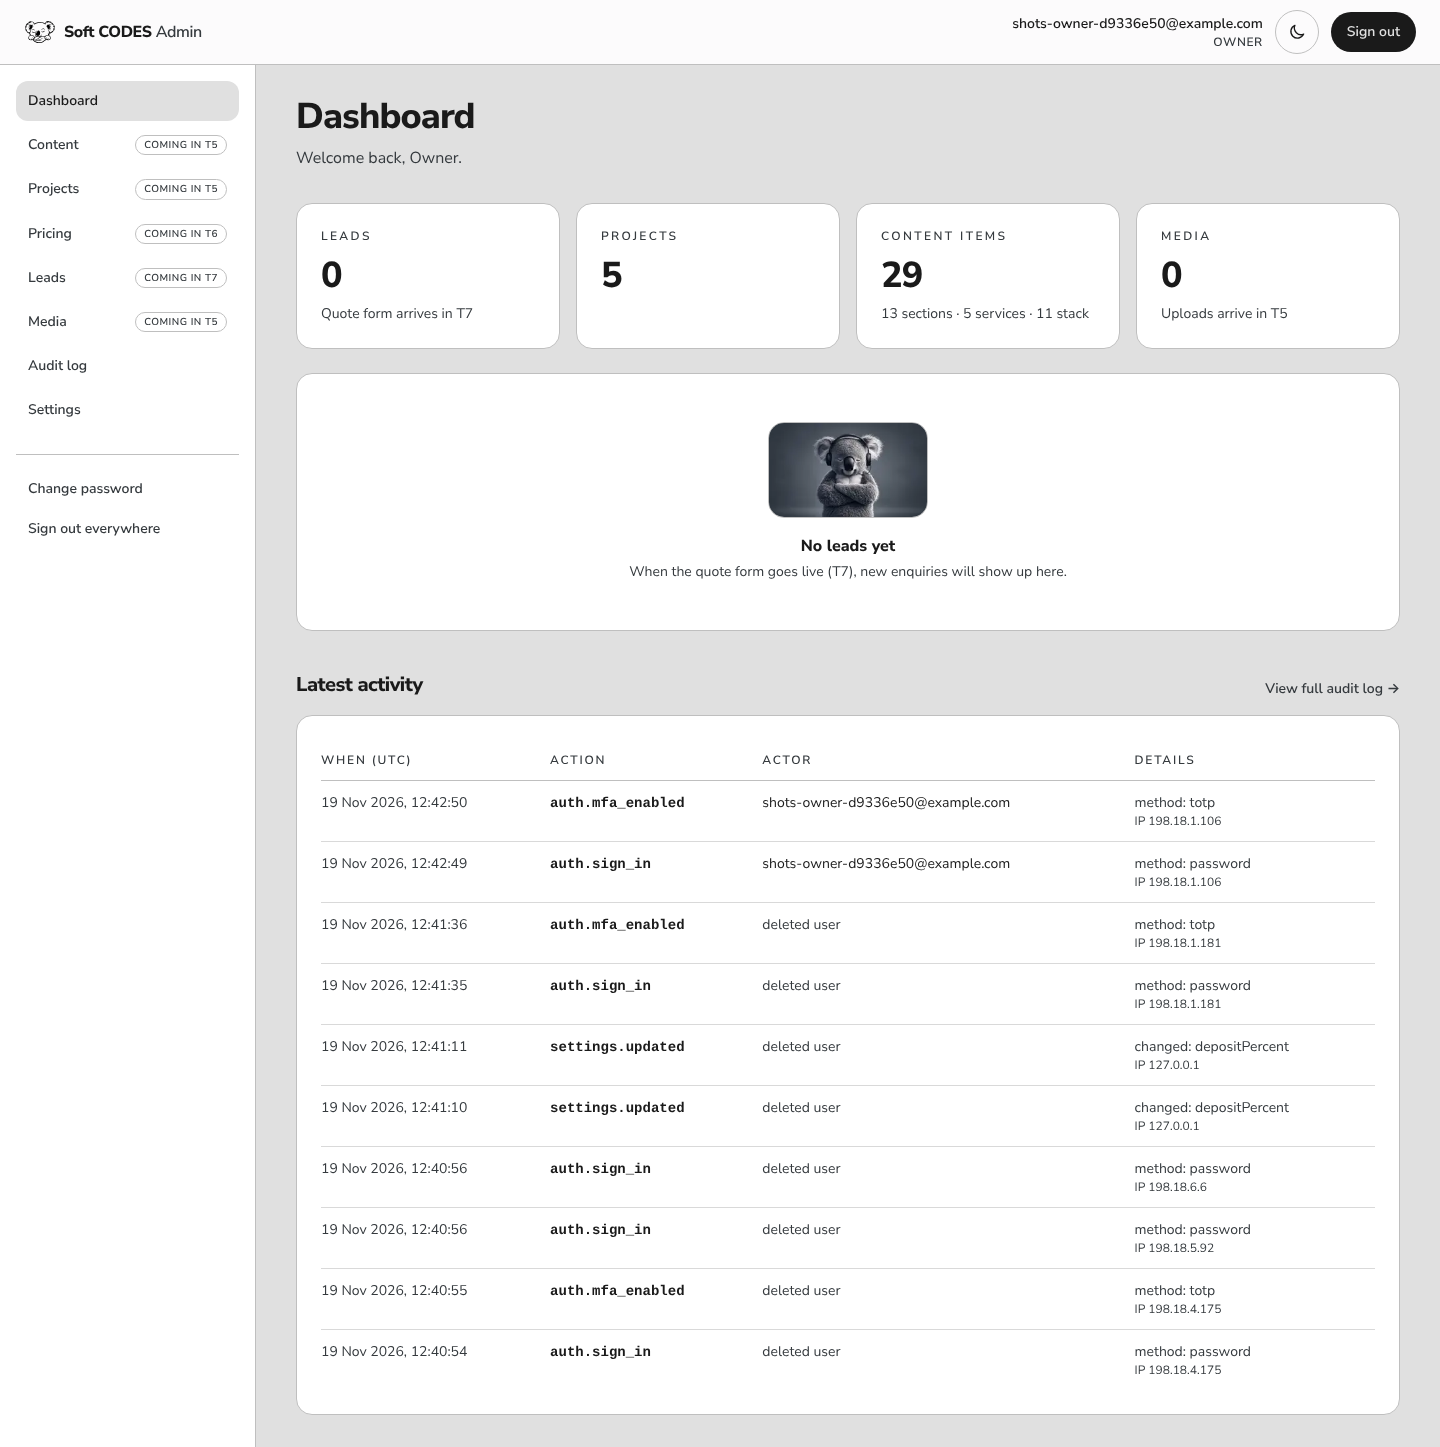 Soft CODES Admin
shots-owner-d9336e50@example.com
OWNER
Sign out
Dashboard
Content COMING IN T5
Projects COMING IN T5
Pricing COMING IN T6
Leads COMING IN T7
Media COMING IN T5
Audit log
Settings
Change password
Sign out everywhere
Dashboard
Welcome back, Owner.
LEADS
0
Quote form arrives in T7
PROJECTS
5
CONTENT ITEMS
29
13 sections · 5 services · 11 stack
MEDIA
0
Uploads arrive in T5
No leads yet
When the quote form goes live (T7), new enquiries will show up here.
Latest activity
View full audit log →
WHEN (UTC) ACTION ACTOR DETAILS
19 Nov 2026, 12:42:50 auth.mfa_enabled shots-owner-d9336e50@example.com method: totp
IP 198.18.1.106
19 Nov 2026, 12:42:49 auth.sign_in shots-owner-d9336e50@example.com method: password
IP 198.18.1.106
19 Nov 2026, 12:41:36 auth.mfa_enabled deleted user method: totp
IP 198.18.1.181
19 Nov 2026, 12:41:35 auth.sign_in deleted user method: password
IP 198.18.1.181
19 Nov 2026, 12:41:11 settings.updated deleted user changed: depositPercent
IP 127.0.0.1
19 Nov 2026, 12:41:10 settings.updated deleted user changed: depositPercent
IP 127.0.0.1
19 Nov 2026, 12:40:56 auth.sign_in deleted user method: password
IP 198.18.6.6
19 Nov 2026, 12:40:56 auth.sign_in deleted user method: password
IP 198.18.5.92
19 Nov 2026, 12:40:55 auth.mfa_enabled deleted user method: totp
IP 198.18.4.175
19 Nov 2026, 12:40:54 auth.sign_in deleted user method: password
IP 198.18.4.175